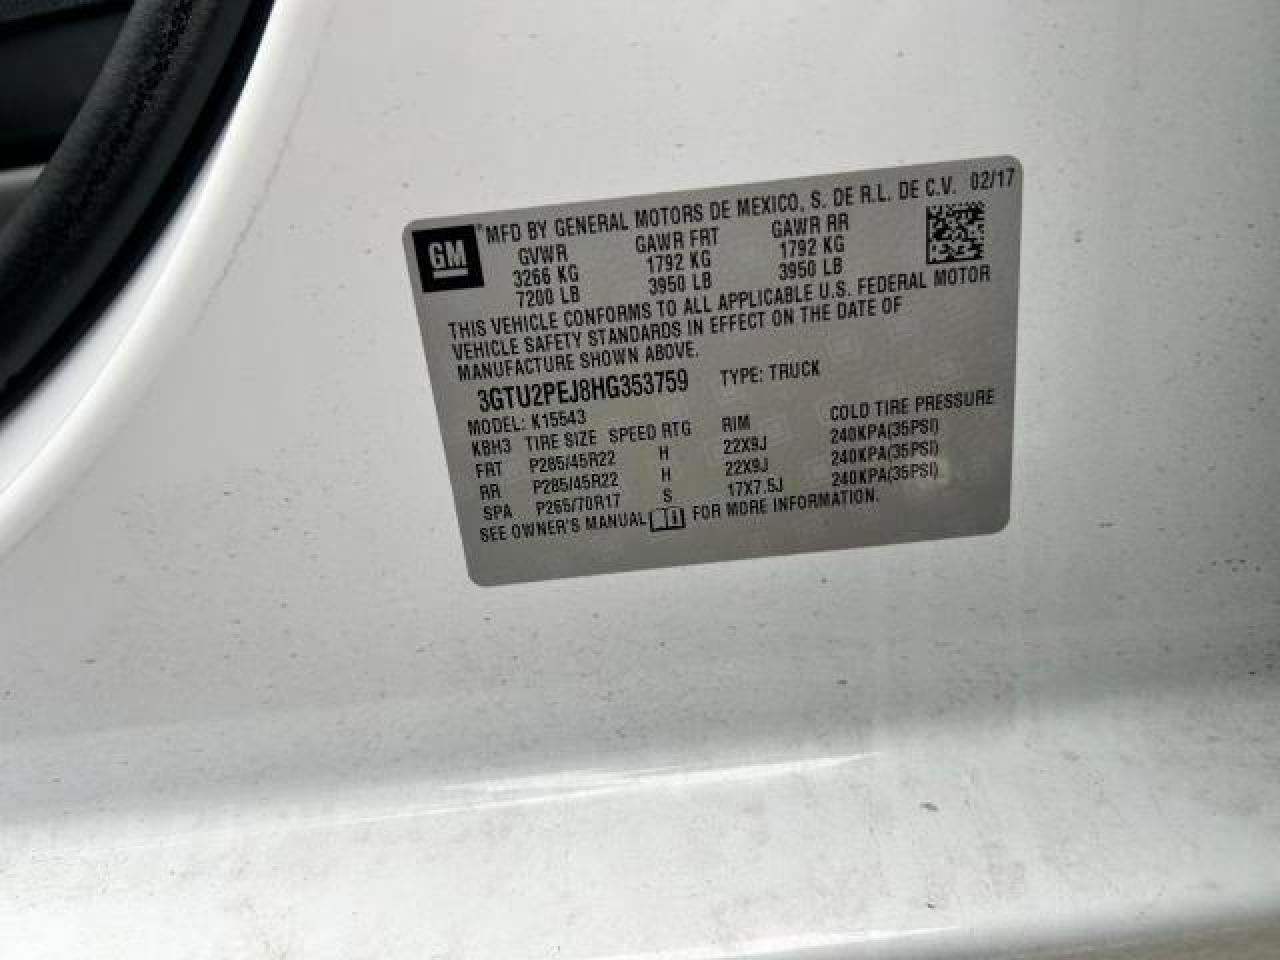 GM ® MFD BY GENERAL MOTORS DE MEXICO, S. DE R.L. DE C.V. 02/17
GVWR GAWR FRT GAWR RR
3266 KG 1792 KG 1792 KG
7200 LB 3950 LB 3950 LB
THIS VEHICLE CONFORMS TO ALL APPLICABLE U.S. FEDERAL MOTOR
VEHICLE SAFETY STANDARDS IN EFFECT ON THE DATE OF
MANUFACTURE SHOWN ABOVE.
3GTU2PEJ8HG353759 TYPE: TRUCK
MODEL: K15543
KBH3 TIRE SIZE SPEED RTG RIM COLD TIRE PRESSURE
FRT P285/45R22 H 22X9J 240KPA(35PSI)
RR P285/45R22 H 22X9J 240KPA(35PSI)
SPA P265/70R17 S 17X7.5J 240KPA(35PSI)
SEE OWNER'S MANUAL FOR MORE INFORMATION.